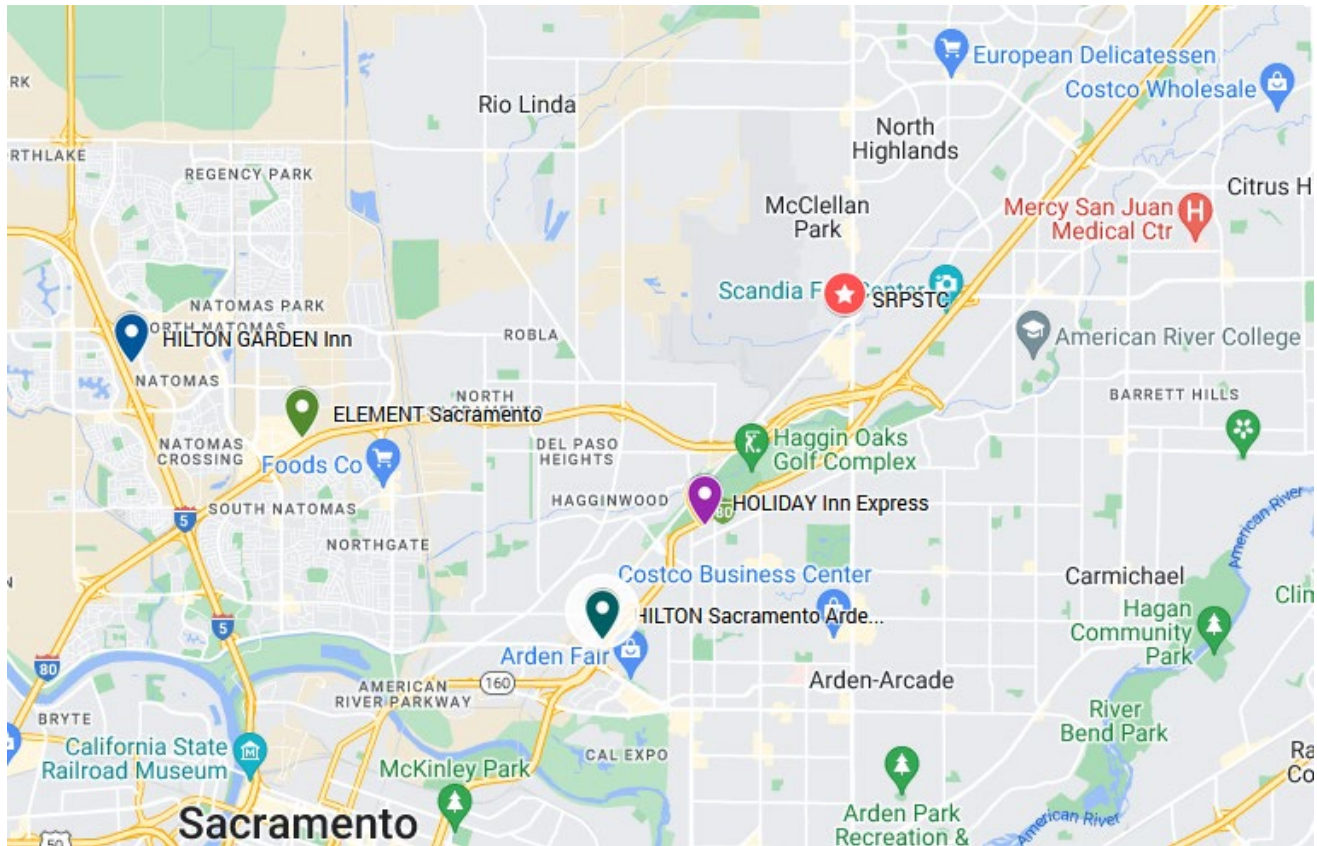 European Delicatessen
Costco Wholesale
RK
Rio Linda
North
Highlands
RTHLAKE
REGENCY PARK
Citrus H
McClellan
Park
Mercy San Juan
Medical Ctr
H
Scandia F
Center
SRPSTC
NATOMAS PARK
ORTH NATOMAS
HILTON GARDEN Inn
ROBLA
American River College
NATOMAS
BARRETT HILLS
NORTH
ELEMENT Sacramento
NATOMAS
CROSSING
Foods Co
DEL PASO
HEIGHTS
Haggin Oaks
Golf Complex
HAGGINWOOD
HOLIDAY Inn Express
80
5
SOUTH NATOMAS
NORTHGATE
American River
Costco Business Center
Carmichael
Clim
HILTON Sacramento Arde...
Hagan
Community
Park
5
Arden Fair
80
160
AMERICAN
RIVER PARKWAY
Arden-Arcade
BRYTE
River
Bend Park
California State
Railroad Museum
M
CAL EXPO
Ra
Co
McKinley Park
Sacramento
Arden Park
Recreation &
American River
50